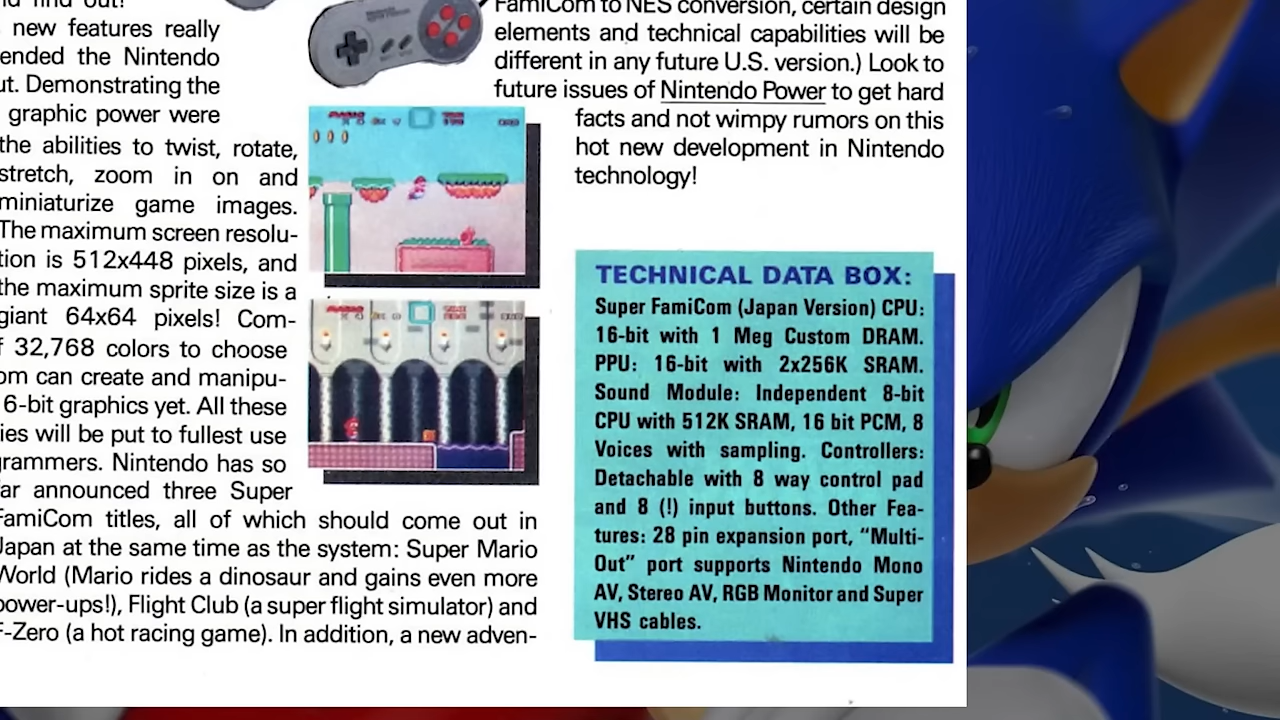 new features really
ended the Nintendo
ut. Demonstrating the
graphic power were
the abilities to twist, rotate,
stretch, zoom in on and
miniaturize game images.
The maximum screen resolu-
tion is 512x448 pixels, and
the maximum sprite size is a
giant 64x64 pixels! Com-
f 32,768 colors to choose
om can create and manipu-
6-bit graphics yet. All these
ies will be put to fullest use
grammers. Nintendo has so
far announced three Super
FamiCom titles, all of which should come out in
Japan at the same time as the system: Super Mario
World (Mario rides a dinosaur and gains even more
power-ups!), Flight Club (a super flight simulator) and
F-Zero (a hot racing game). In addition, a new adven-
FamiCom to NES conversion, certain design
elements and technical capabilities will be
different in any future U.S. version.) Look to
future issues of Nintendo Power to get hard
facts and not wimpy rumors on this
hot new development in Nintendo
technology!
TECHNICAL DATA BOX:
Super FamiCom (Japan Version) CPU:
16-bit with 1 Meg Custom DRAM.
PPU: 16-bit with 2x256K SRAM.
Sound Module: Independent 8-bit
CPU with 512K SRAM, 16 bit PCM, 8
Voices with sampling. Controllers:
Detachable with 8 way control pad
and 8 (!) input buttons. Other Fea-
tures: 28 pin expansion port, “Multi-
Out” port supports Nintendo Mono
AV, Stereo AV, RGB Monitor and Super
VHS cables.